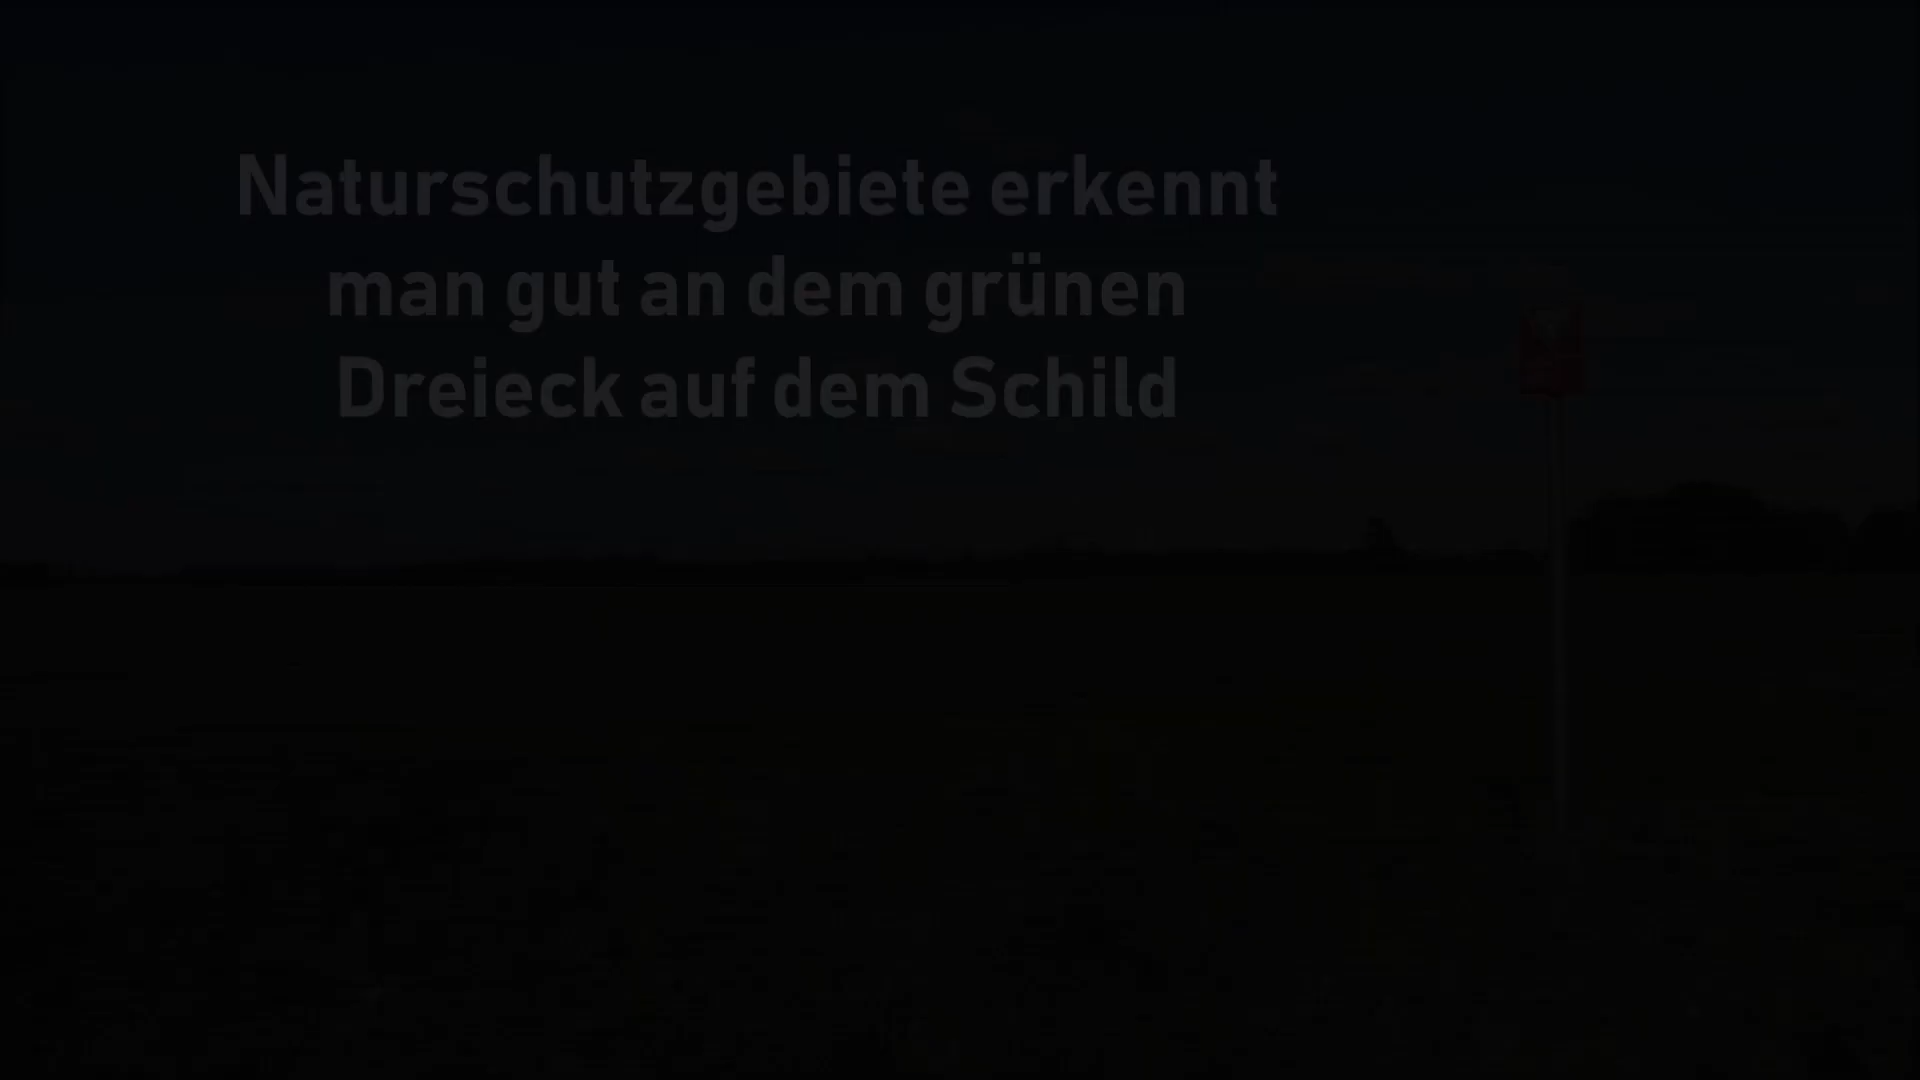 Naturschutzgebiete erkennt
man gut an dem grünen
Dreieck auf dem Schild